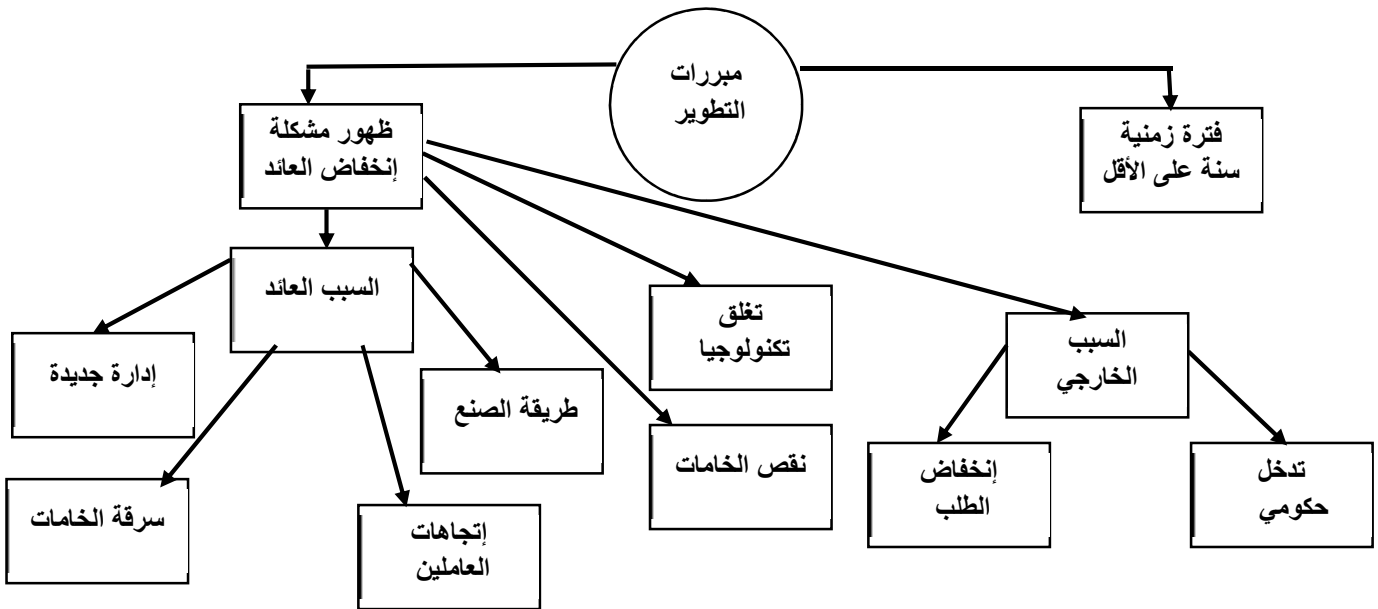 مبررات
التطوير
فترة زمنية
سنة على الأقل
ظهور مشكلة
إنخفاض العائد
السبب العائد
تغلق
تكنولوجيا
السبب
الخارجي
إدارة جديدة
طريقة الصنع
نقص الخامات
إنخفاض
الطلب
تدخل
حكومي
سرقة الخامات
إتجاهات
العاملين